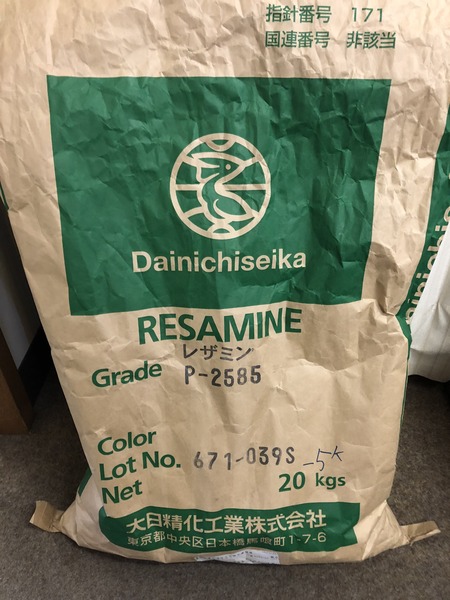 指針番号 171
国連番号 非該当
Dainichiseika
RESAMINE
レザミン
Grade P-2585
Color
Lot No. 671-039S -5k
Net 20 kgs
大日精化工業株式会社
東京都中央区日本橋馬喰町1-7-6